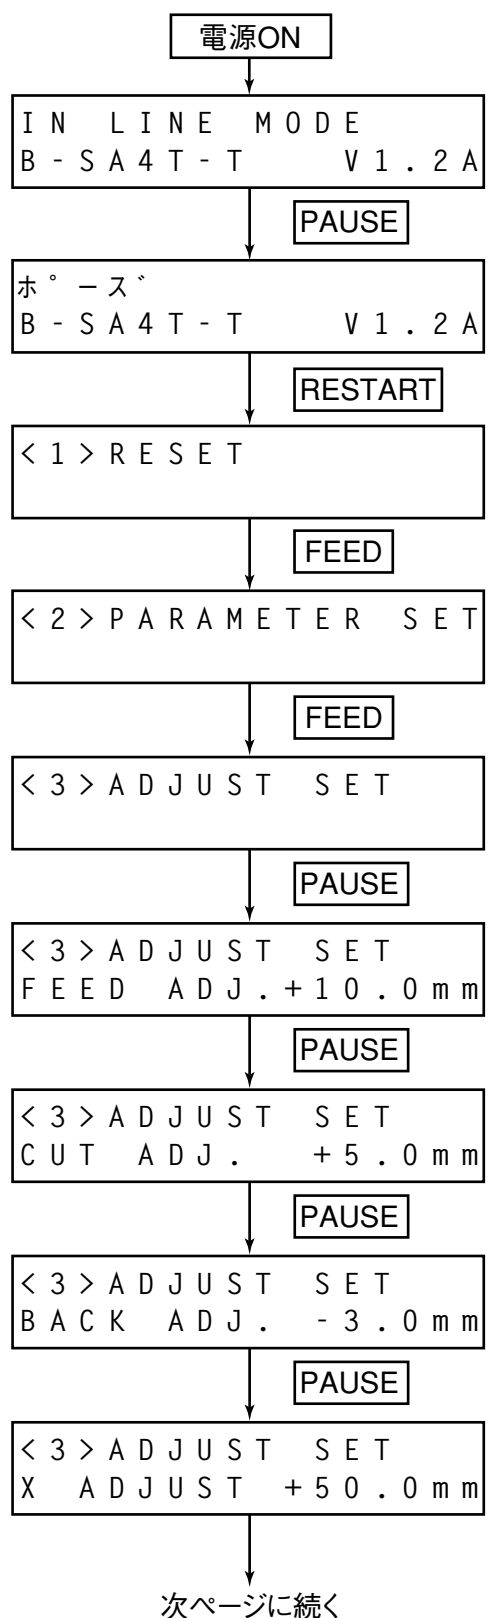 電源ON
IN LINE MODE
B-SA4T-T V1.2A
PAUSE
ホ゜ーズ゛
B-SA4T-T V1.2A
RESTART
<1>RESET
FEED
<2>PARAMETER SET
FEED
<3>ADJUST SET
PAUSE
<3>ADJUST SET
FEED ADJ.+10.0mm
PAUSE
<3>ADJUST SET
CUT ADJ. +5.0mm
PAUSE
<3>ADJUST SET
BACK ADJ. -3.0mm
PAUSE
<3>ADJUST SET
X ADJUST +50.0mm
次ページに続く